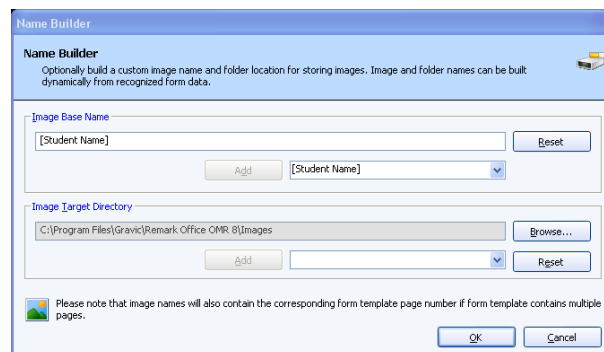 Name Builder
Name Builder
Optionally build a custom image name and folder location for storing images. Image and folder names can be built
dynamically from recognized form data.
Image Base Name
[Student Name]
Reset
Add
[Student Name]
Image Target Directory
C:\Program Files\Gravic\Remark Office OMR 8\Images
Browse...
Add
Reset
Please note that image names will also contain the corresponding form template page number if form template contains multiple
pages.
OK
Cancel